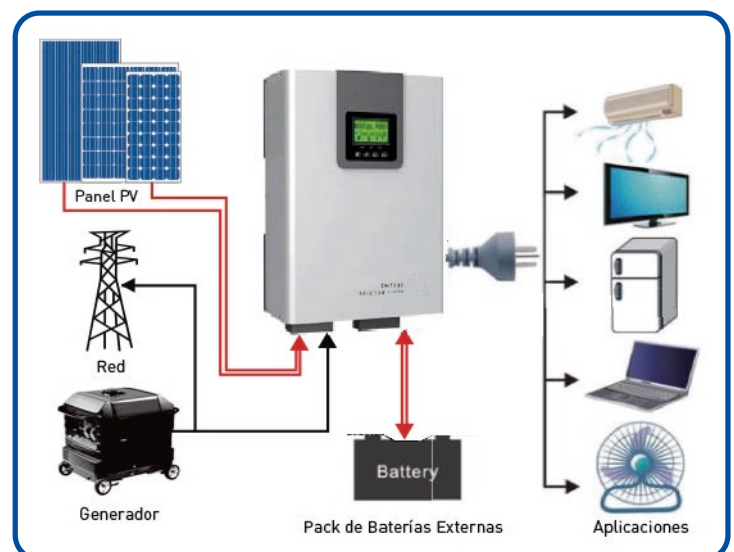 Panel PV
Red
Generador
Battery
Pack de Baterías Externas
Aplicaciones